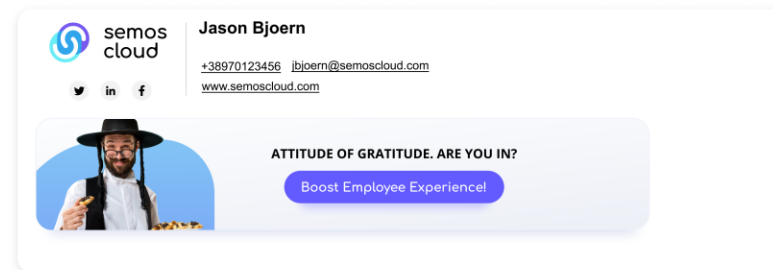 semos
cloud
Jason Bjoern
+38970123456 jbjoern@semoscloud.com
www.semoscloud.com
ATTITUDE OF GRATITUDE. ARE YOU IN?
Boost Employee Experience!